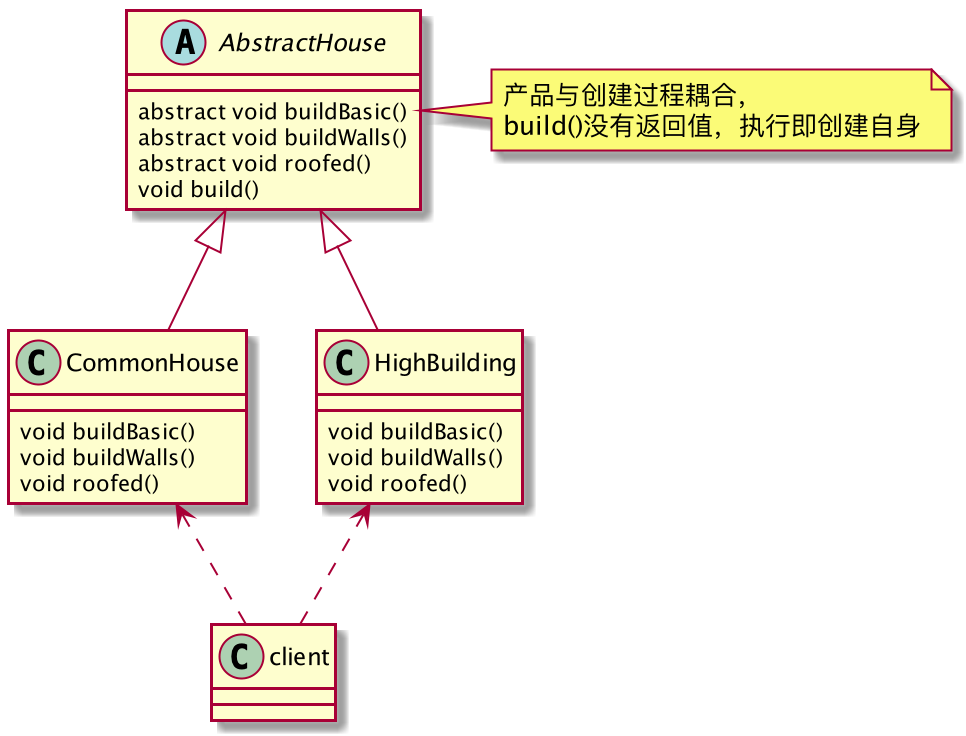 A AbstractHouse
abstract void buildBasic()
abstract void buildWalls()
abstract void roofed()
void build()
产品与创建过程耦合，
build()没有返回值，执行即创建自身
C CommonHouse
void buildBasic()
void buildWalls()
void roofed()
C HighBuilding
void buildBasic()
void buildWalls()
void roofed()
C client